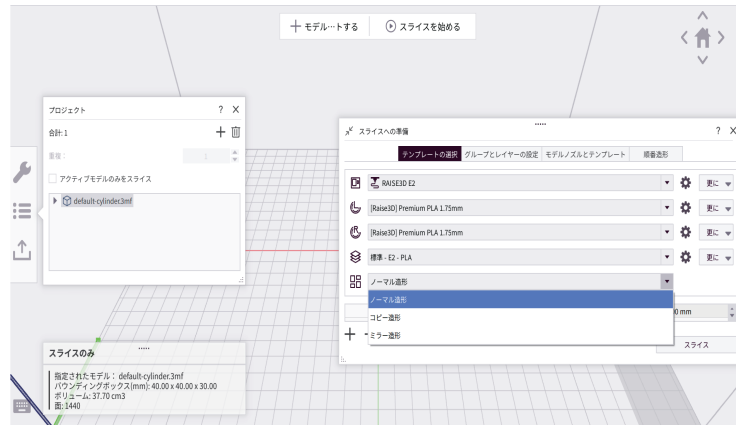 モデル…トする
スライスを始める
プロジェクト
? X
合計: 1
重複 :
1
アクティブモデルのみをスライス
default-cylinder.3mf
スライスへの準備
? X
テンプレートの選択 グループとレイヤーの設定 モデルノズルとテンプレート 順番造形
RAISE3D E2
更に
[Raise3D] Premium PLA 1.75mm
更に
[Raise3D] Premium PLA 1.75mm
更に
標準 - E2 - PLA
更に
ノーマル造形
ノーマル造形
コピー造形
ミラー造形
mm
スライス
スライスのみ
指定されたモデル： default-cylinder.3mf
バウンディングボックス(mm): 40.00 x 40.00 x 30.00
ボリューム: 37.70 cm3
面: 1440